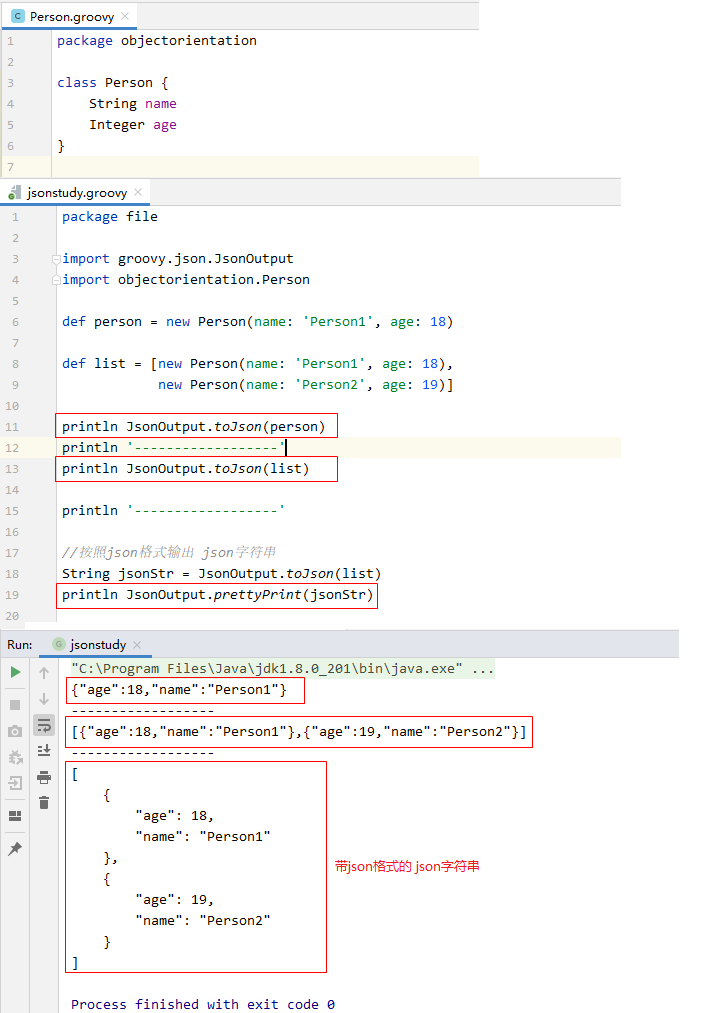 Person.groovy
1 package objectorientation
2
3 class Person {
4     String name
5     Integer age
6 }
7
jsonstudy.groovy
1 package file
2
3 import groovy.json.JsonOutput
4 import objectorientation.Person
5
6 def person = new Person(name: 'Person1', age: 18)
7
8 def list = [new Person(name: 'Person1', age: 18),
9             new Person(name: 'Person2', age: 19)]
10
11 println JsonOutput.toJson(person)
12 println '------------------'
13 println JsonOutput.toJson(list)
14
15 println '------------------'
16
17 //按照json格式输出 json字符串
18 String jsonStr = JsonOutput.toJson(list)
19 println JsonOutput.prettyPrint(jsonStr)
20
Run: jsonstudy
"C:\Program Files\Java\jdk1.8.0_201\bin\java.exe" ...
{"age":18,"name":"Person1"}
------------------
[{"age":18,"name":"Person1"},{"age":19,"name":"Person2"}]
------------------
[
    {
        "age": 18,
        "name": "Person1"
    },
    {
        "age": 19,
        "name": "Person2"
    }
]
带json格式的 json字符串
Process finished with exit code 0